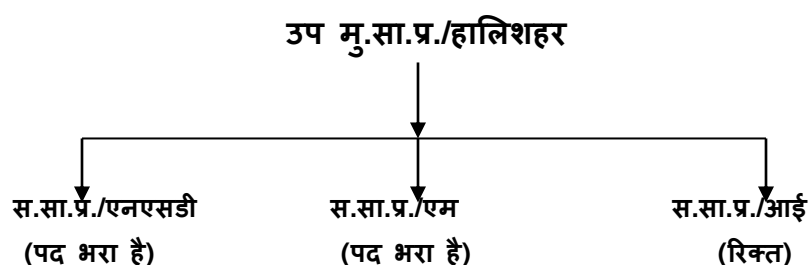 उप मु.सा.प्र./हालिशहर
स.सा.प्र./एनएसडी स.सा.प्र./एम स.सा.प्र./आई
(पद भरा है) (पद भरा है) (रिक्त)